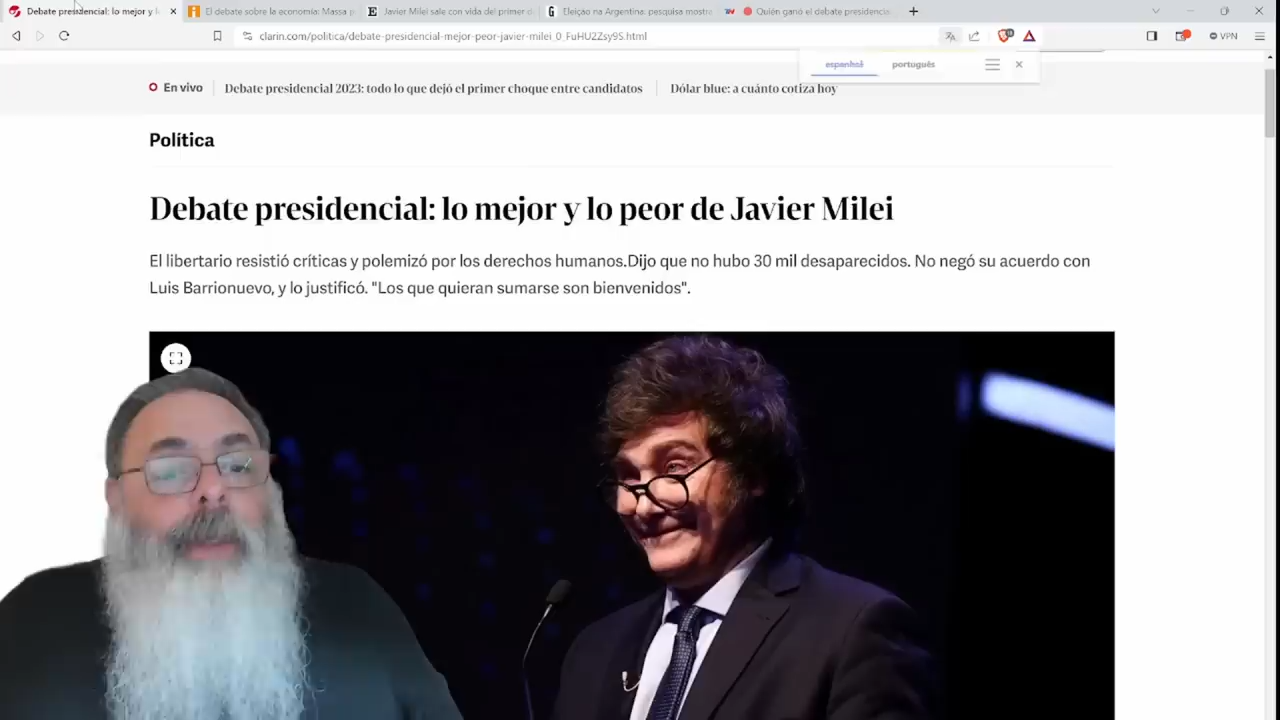 Debate presidencial: lo mejor y l
El debate sobre la economía: Massa p
Javier Milei sale con vida del primer d
Eleição na Argentina: pesquisa mostr
Quién ganó el debate presidencia
clarin.com/politica/debate-presidencial-mejor-peor-javier-milei_0_FuHU2Zsy9S.html
VPN
espanhol
português
En vivo
Debate presidencial 2023: todo lo que dejó el primer choque entre candidatos
Dólar blue: a cuánto cotiza hoy
Política
Debate presidencial: lo mejor y lo peor de Javier Milei
El libertario resistió críticas y polemizó por los derechos humanos.Dijo que no hubo 30 mil desaparecidos. No negó su acuerdo con
Luis Barrionuevo, y lo justificó. "Los que quieran sumarse son bienvenidos".